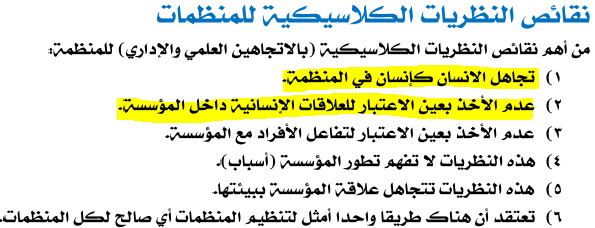 نقائص النظريات الكلاسيكية للمنظمات
من أهم نقائص النظريات الكلاسيكية (بالاتجاهين العلمي والإداري) للمنظمة:
١) تجاهل الانسان كإنسان في المنظمة.
٢) عدم الأخذ بعين الاعتبار للعلاقات الإنسانية داخل المؤسسة.
٣) عدم الأخذ بعين الاعتبار لتفاعل الأفراد مع المؤسسة.
٤) هذه النظريات لا تفهم تطور المؤسسة (أسباب).
٥) هذه النظريات تتجاهل علاقة المؤسسة ببيئتها.
٦) تعتقد أن هناك طريقا واحدا أمثل لتنظيم المنظمات أي صالح لكل المنظمات.